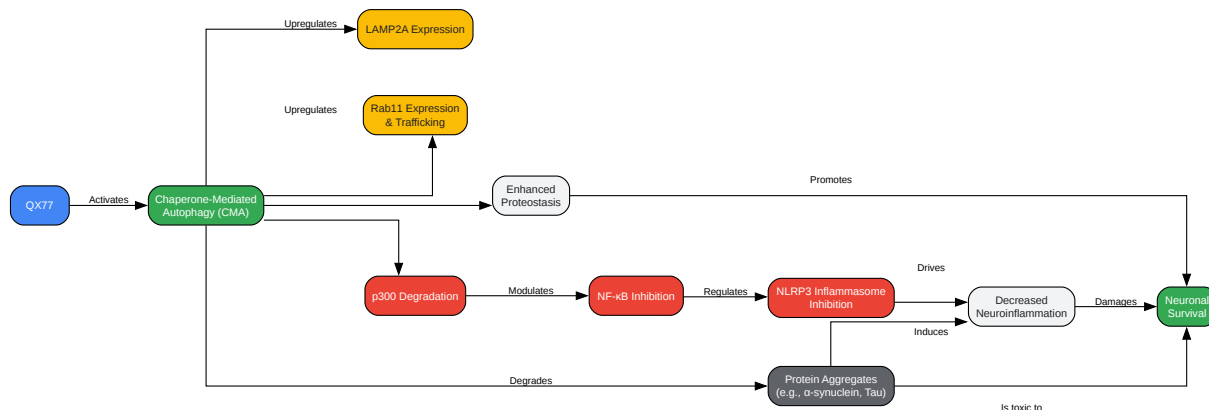 Upregulates
LAMP2A Expression
Upregulates
Rab11 Expression
& Trafficking
QX77
Activates
Chaperone-Mediated
Autophagy (CMA)
Enhanced
Proteostasis
Promotes
p300 Degradation
Modulates
NF-κB Inhibition
Regulates
NLRP3 Inflammasome
Inhibition
Drives
Decreased
Neuroinflammation
Damages
Neuronal
Survival
Induces
Degrades
Protein Aggregates
(e.g., α-synuclein, Tau)
Is toxic to